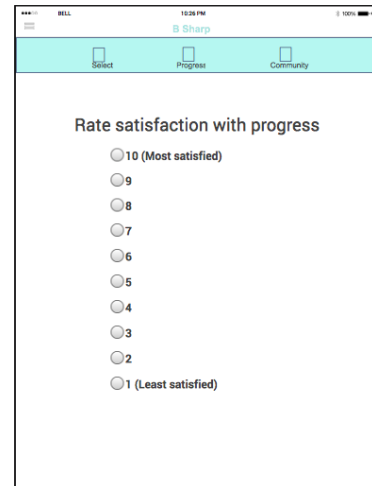 BELL 10:26 PM 100%
B Sharp
Select Progress Community
Rate satisfaction with progress
10 (Most satisfied)
9
8
7
6
5
4
3
2
1 (Least satisfied)